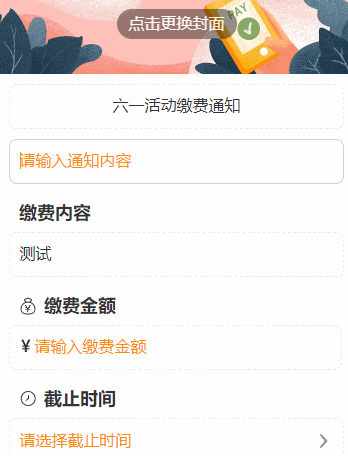 点击更换封面
PAY
六一活动缴费通知
请输入通知内容
缴费内容
测试
缴费金额
¥ 请输入缴费金额
截止时间
请选择截止时间